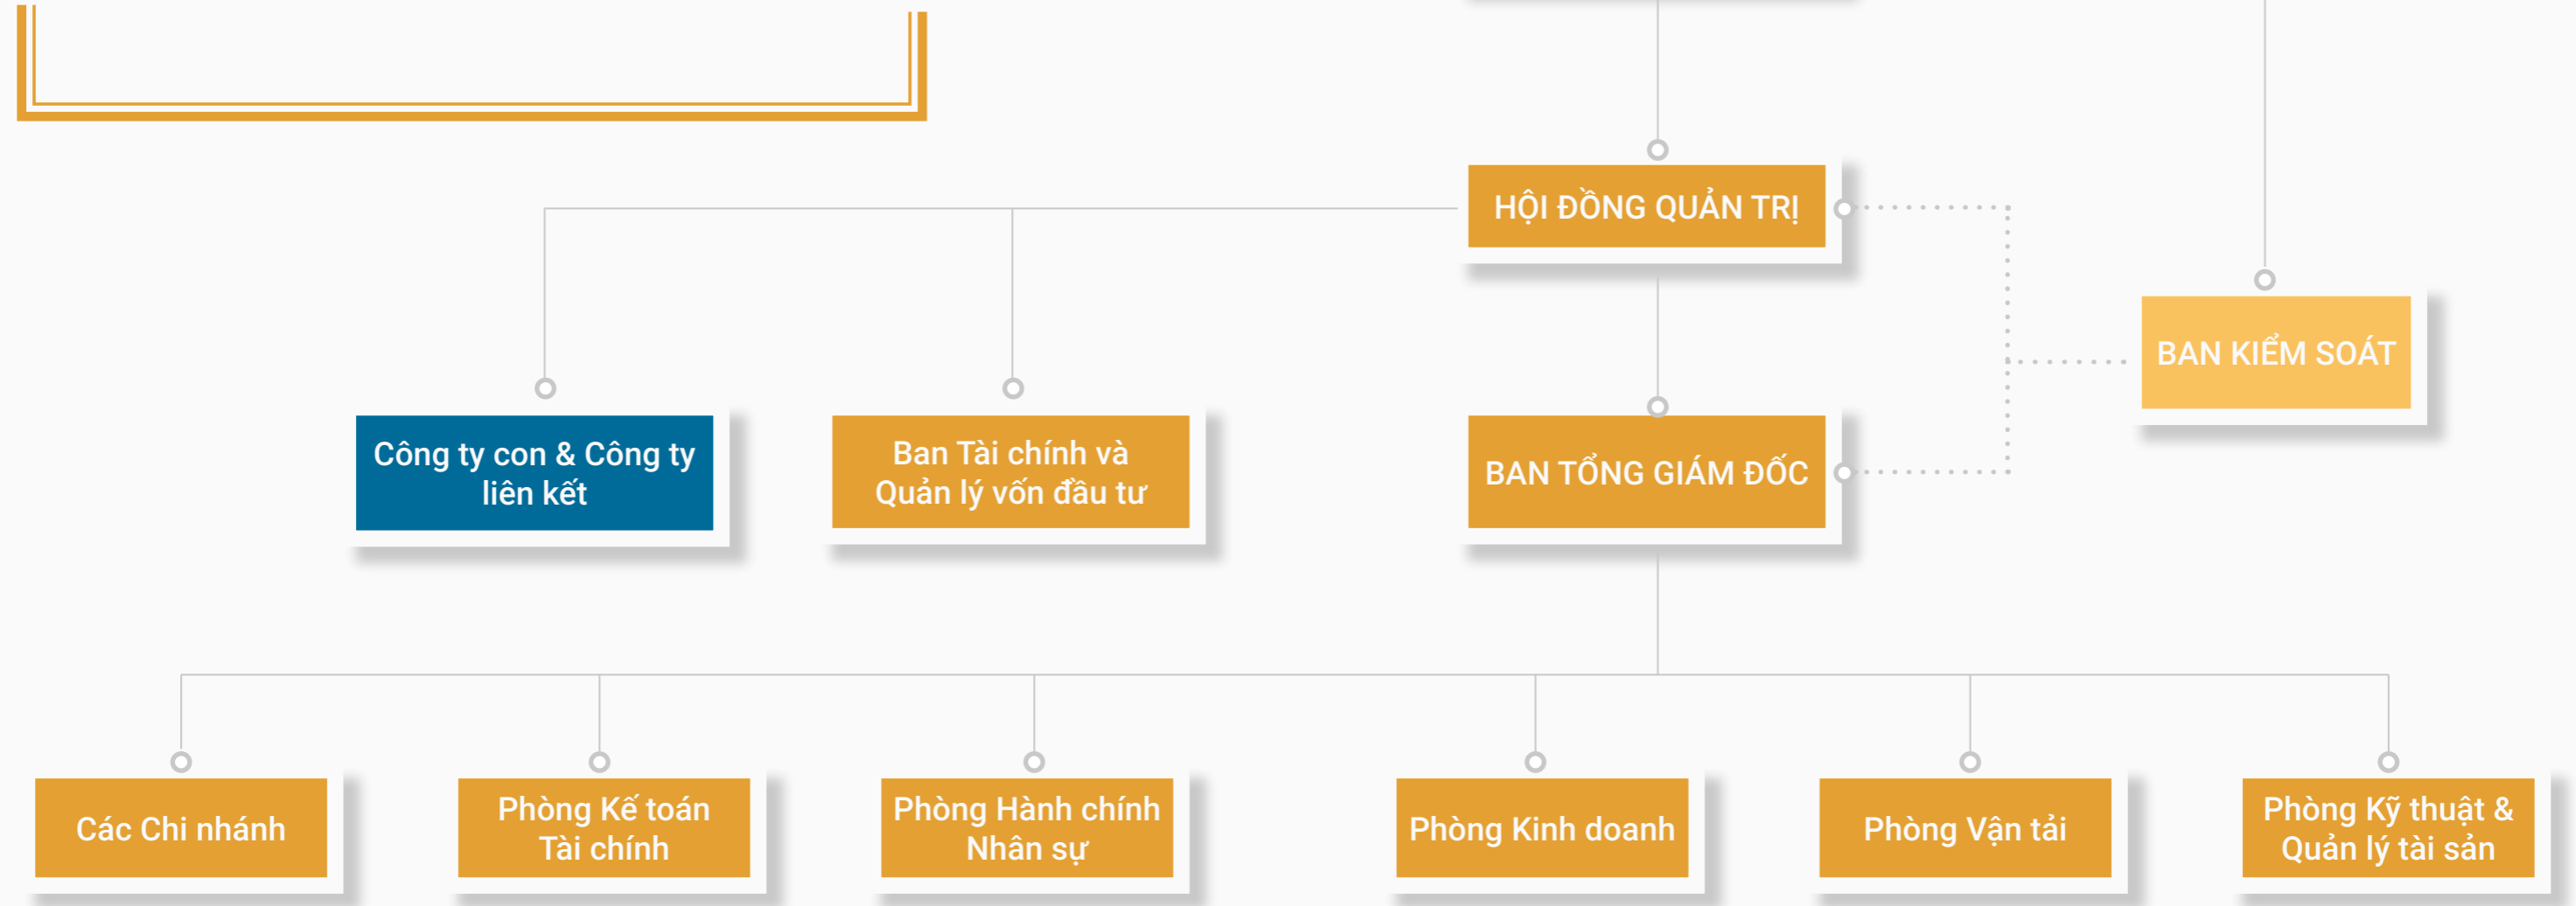 HỘI ĐỒNG QUẢN TRỊ
BAN KIỂM SOÁT
Công ty con & Công ty
liên kết
Ban Tài chính và
Quản lý vốn đầu tư
BAN TỔNG GIÁM ĐỐC
Các Chi nhánh
Phòng Kế toán
Tài chính
Phòng Hành chính
Nhân sự
Phòng Kinh doanh
Phòng Vận tải
Phòng Kỹ thuật &
Quản lý tài sản